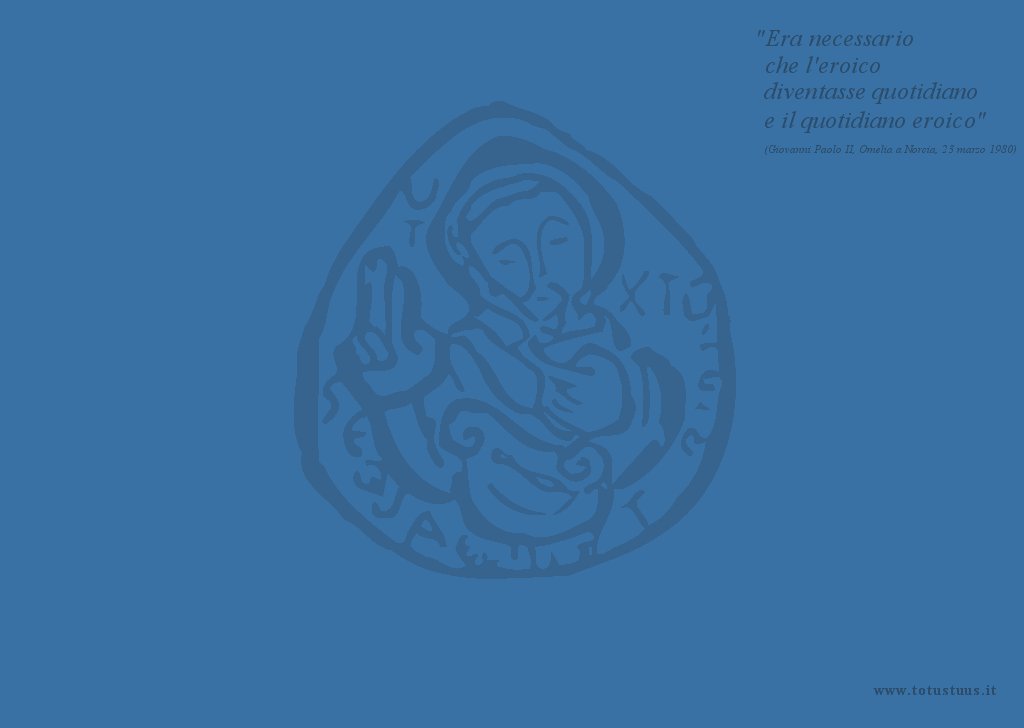 "Era necessario
che l'eroico
diventasse quotidiano
e il quotidiano eroico"
(Giovanni Paolo II, Omelia a Norcia, 23 marzo 1980)
U
T
XTU
www.totustuus.it